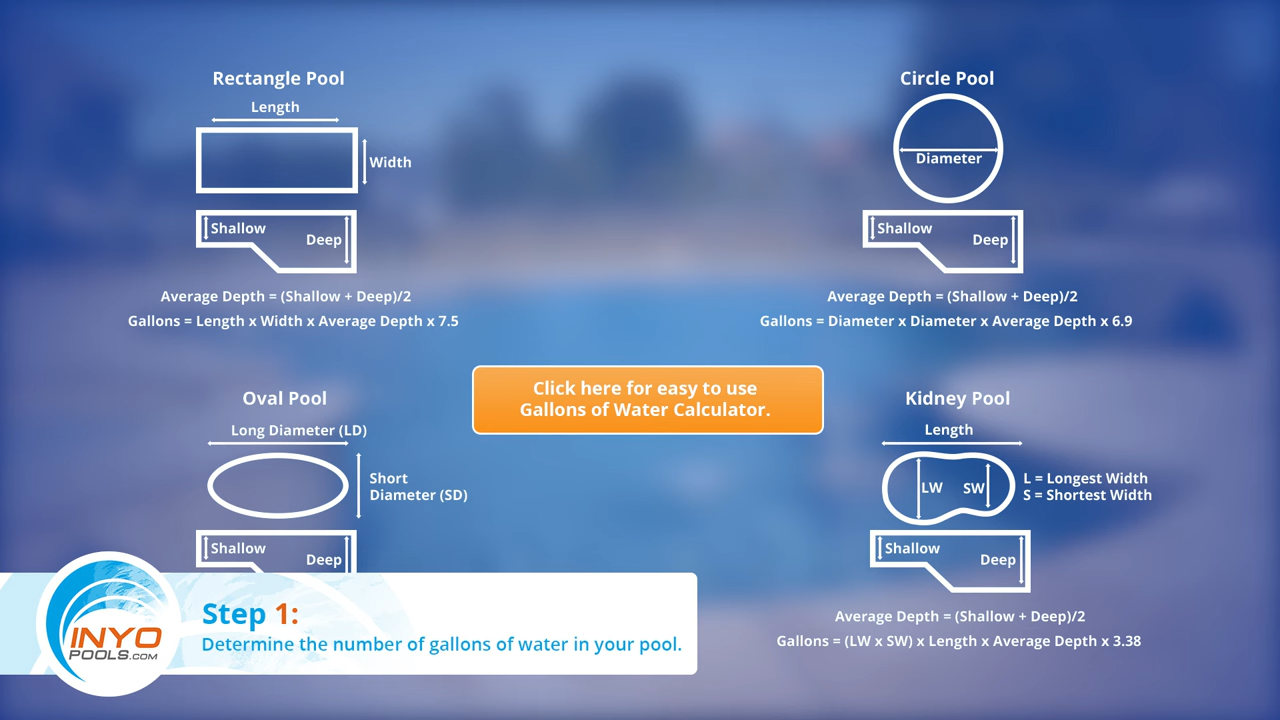 Rectangle Pool
Length
Width
Shallow
Deep
Average Depth = (Shallow + Deep)/2
Gallons = Length x Width x Average Depth x 7.5
Circle Pool
Diameter
Shallow
Deep
Average Depth = (Shallow + Deep)/2
Gallons = Diameter x Diameter x Average Depth x 6.9
Click here for easy to use
Gallons of Water Calculator.
Oval Pool
Long Diameter (LD)
Short
Diameter (SD)
Shallow
Deep
Kidney Pool
Length
LW
SW
L = Longest Width
S = Shortest Width
Shallow
Deep
Average Depth = (Shallow + Deep)/2
Gallons = (LW x SW) x Length x Average Depth x 3.38
INYO
POOLS.COM
Step 1:
Determine the number of gallons of water in your pool.